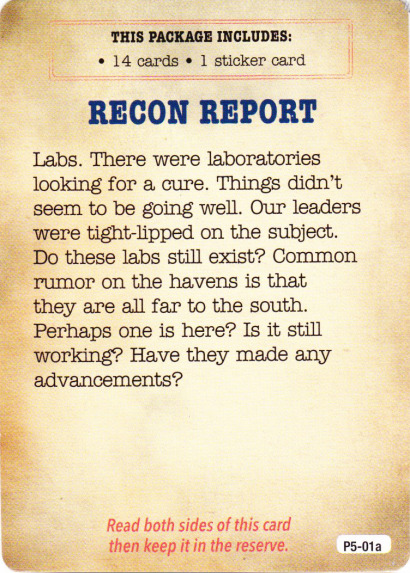 THIS PACKAGE INCLUDES:
• 14 cards • 1 sticker card
RECON REPORT
Labs. There were laboratories
looking for a cure. Things didn't
seem to be going well. Our leaders
were tight-lipped on the subject.
Do these labs still exist? Common
rumor on the havens is that
they are all far to the south.
Perhaps one is here? Is it still
working? Have they made any
advancements?
Read both sides of this card
then keep it in the reserve.
P5-01a